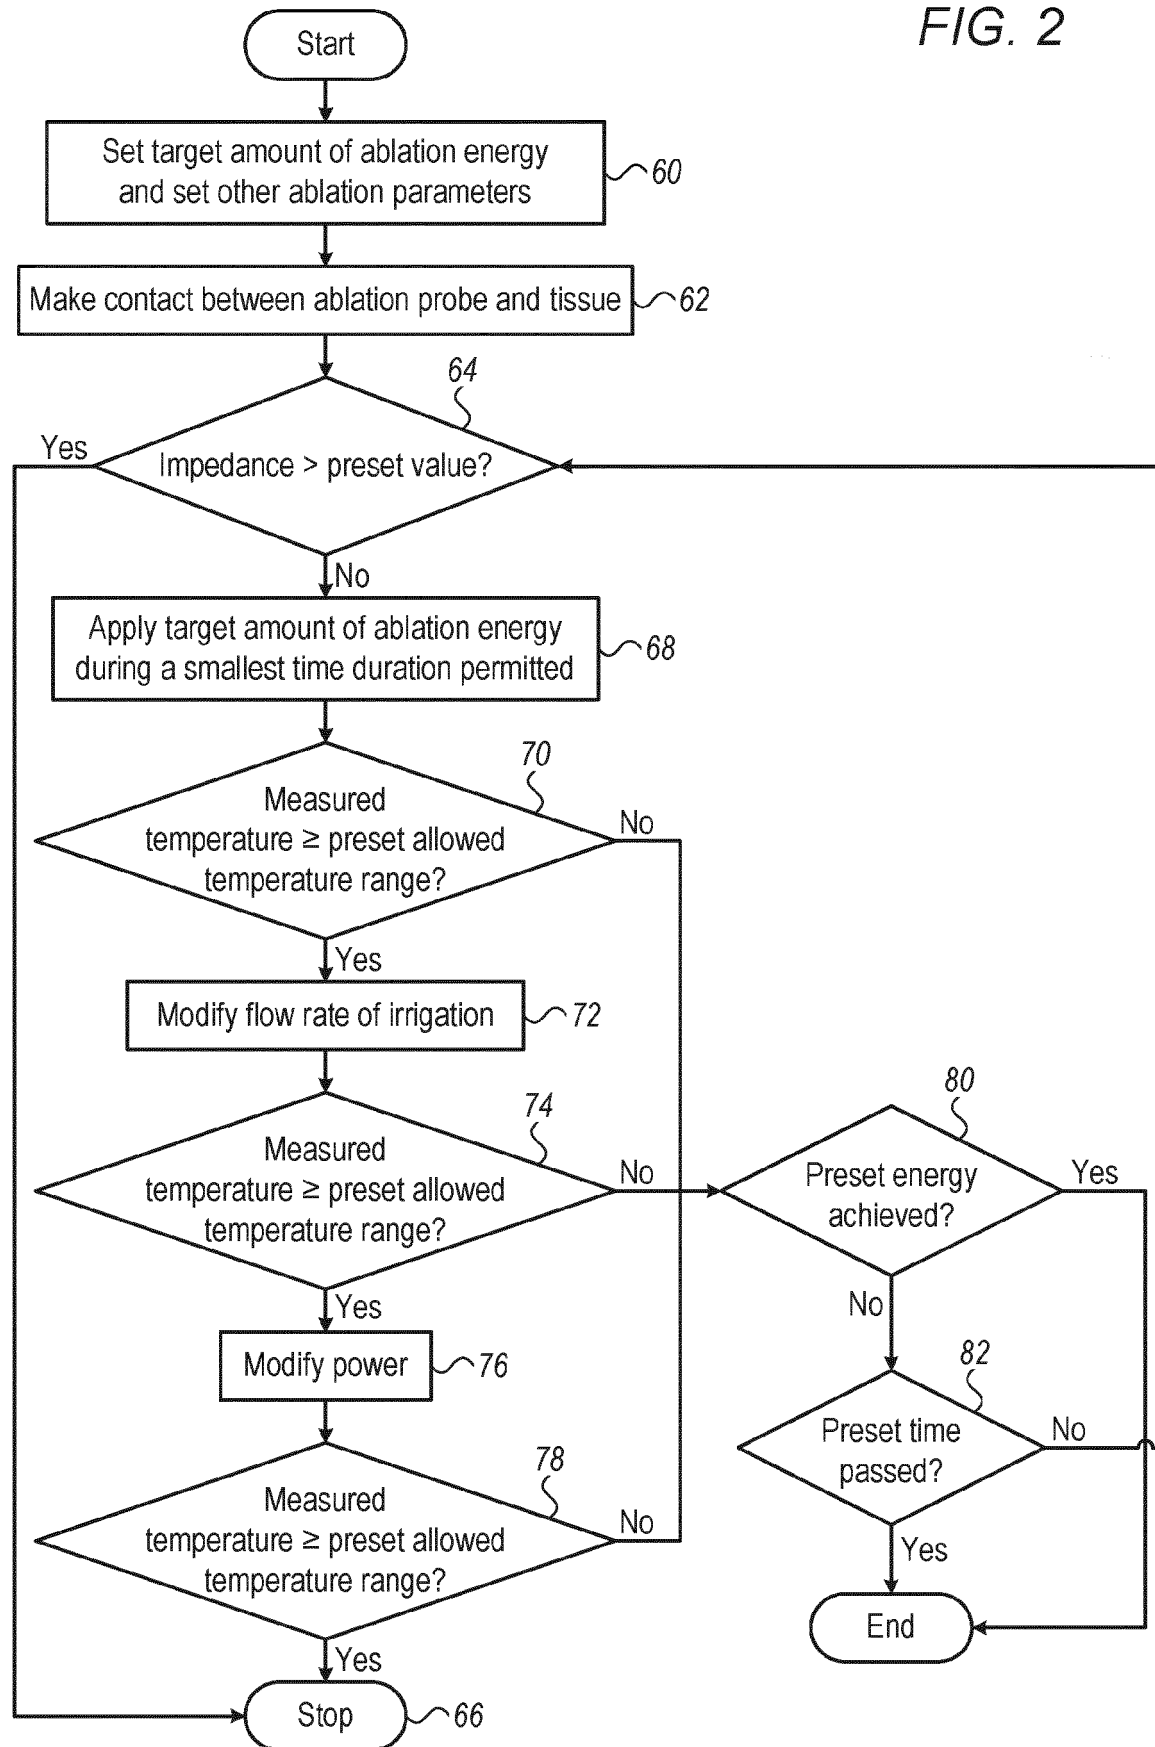 FIG. 2
Start
Set target amount of ablation energy
and set other ablation parameters
60
Make contact between ablation probe and tissue
62
64
Yes
Impedance > preset value?
No
Apply target amount of ablation energy
during a smallest time duration permitted
68
70
Measured
temperature ≥ preset allowed
temperature range?
No
Yes
Modify flow rate of irrigation
72
74
Measured
temperature ≥ preset allowed
temperature range?
No
Yes
Modify power
76
78
Measured
temperature ≥ preset allowed
temperature range?
No
Yes
Stop
66
80
Preset energy
achieved?
Yes
No
82
Preset time
passed?
No
Yes
End